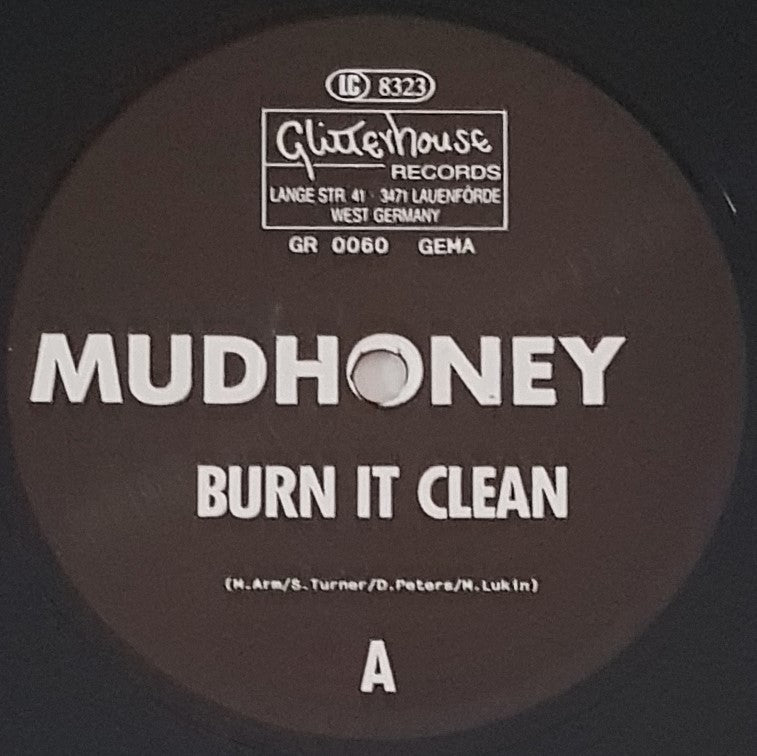 LC 8323
Glitterhouse
RECORDS
LANGE STR. 41 · 3471 LAUENFÖRDE
WEST GERMANY
GR 0060 GEMA
MUDHONEY
BURN IT CLEAN
(M.Arm/S.Turner/D.Peters/M.Lukin)
A